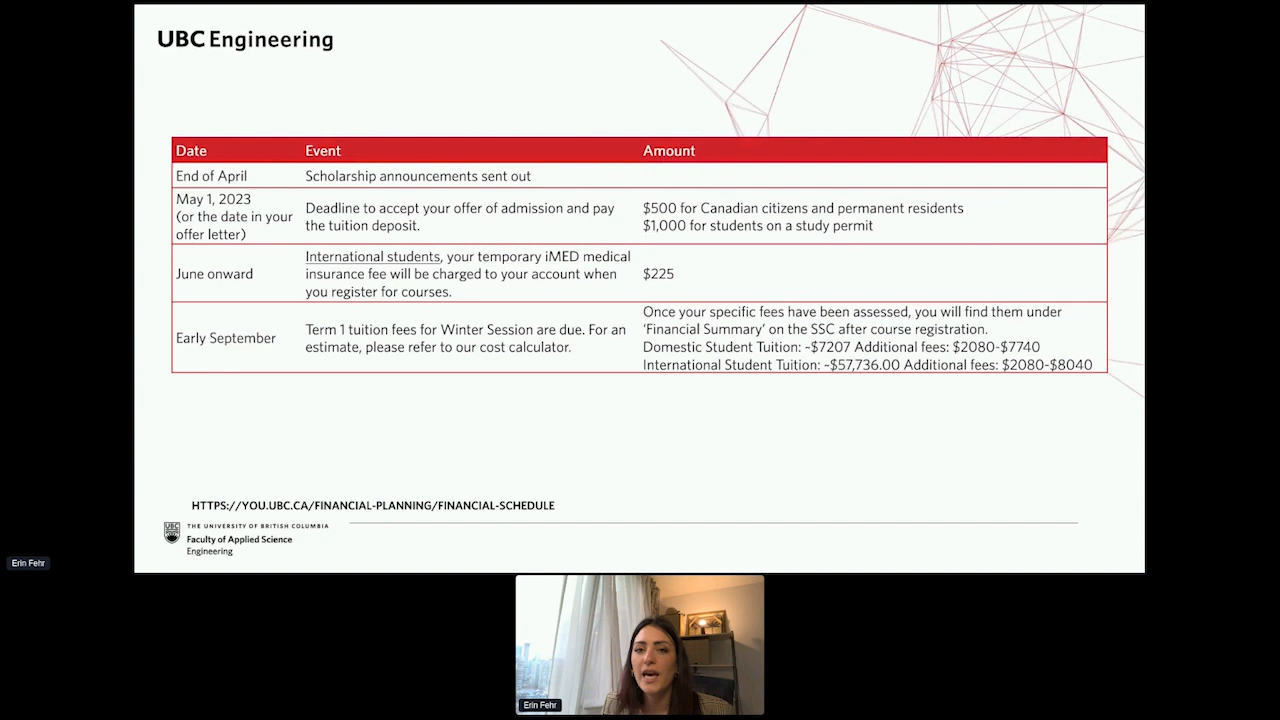 UBC Engineering
Date Event Amount
End of April Scholarship announcements sent out
May 1, 2023
(or the date in your
offer letter)
Deadline to accept your offer of admission and pay
the tuition deposit.
$500 for Canadian citizens and permanent residents
$1,000 for students on a study permit
June onward
International students, your temporary iMED medical
insurance fee will be charged to your account when
you register for courses.
$225
Early September
Term 1 tuition fees for Winter Session are due. For an
estimate, please refer to our cost calculator.
Once your specific fees have been assessed, you will find them under
'Financial Summary' on the SSC after course registration.
Domestic Student Tuition: ~$7207 Additional fees: $2080-$7740
International Student Tuition: ~$57,736.00 Additional fees: $2080-$8040
HTTPS://YOU.UBC.CA/FINANCIAL-PLANNING/FINANCIAL-SCHEDULE
UBC
THE UNIVERSITY OF BRITISH COLUMBIA
Faculty of Applied Science
Engineering
Erin Fehr
Erin Fehr